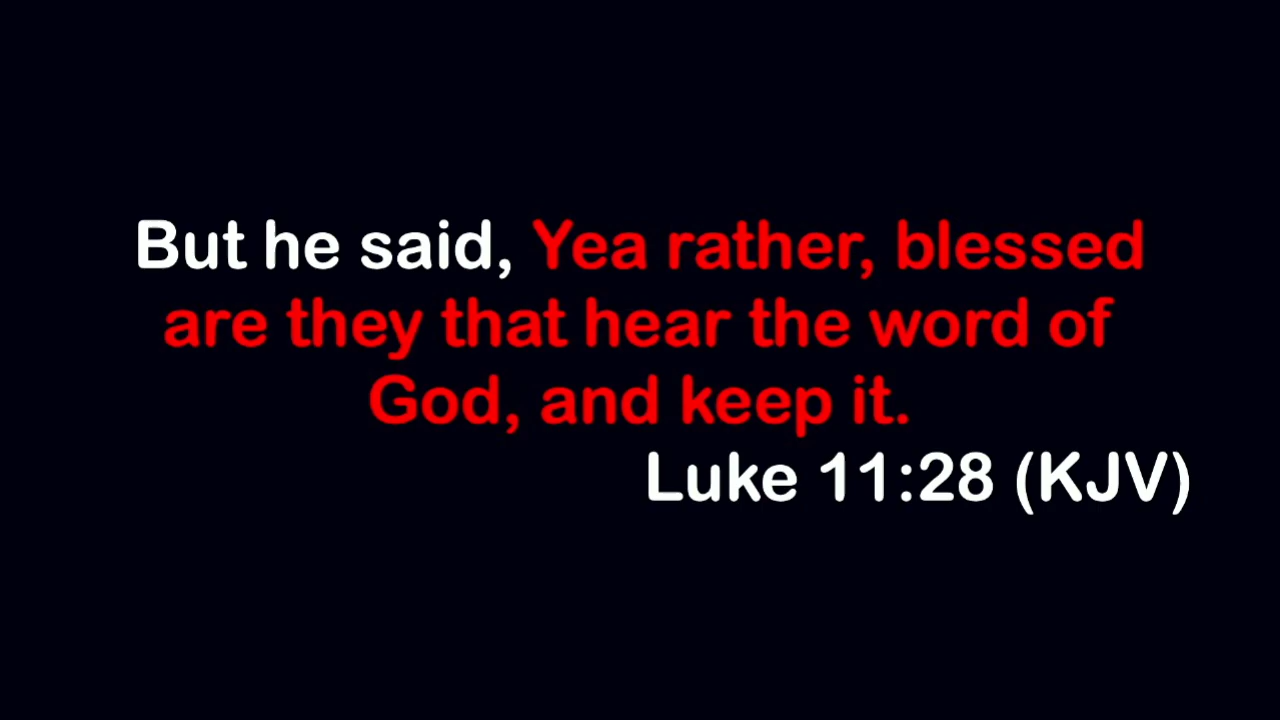 But he said, Yea rather, blessed
are they that hear the word of
God, and keep it.
Luke 11:28 (KJV)